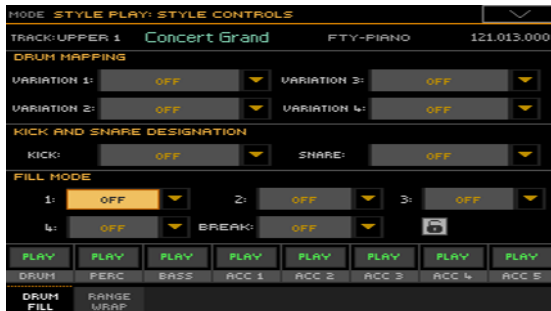 MODE STYLE PLAY: STYLE CONTROLS
TRACK:UPPER 1 Concert Grand FTY-PIANO 121.013.000
DRUM MAPPING
VARIATION 1: OFF VARIATION 3: OFF
VARIATION 2: OFF VARIATION 4: OFF
KICK AND SNARE DESIGNATION
KICK: OFF SNARE: OFF
FILL MODE
1: OFF 2: OFF 3: OFF
4: OFF BREAK: OFF
PLAY PLAY PLAY PLAY PLAY PLAY PLAY PLAY
DRUM PERC BASS ACC 1 ACC 2 ACC 3 ACC 4 ACC 5
DRUM RANGE
FILL WRAP